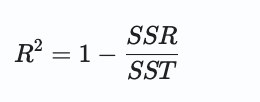 R² = 1 − SSR/SST